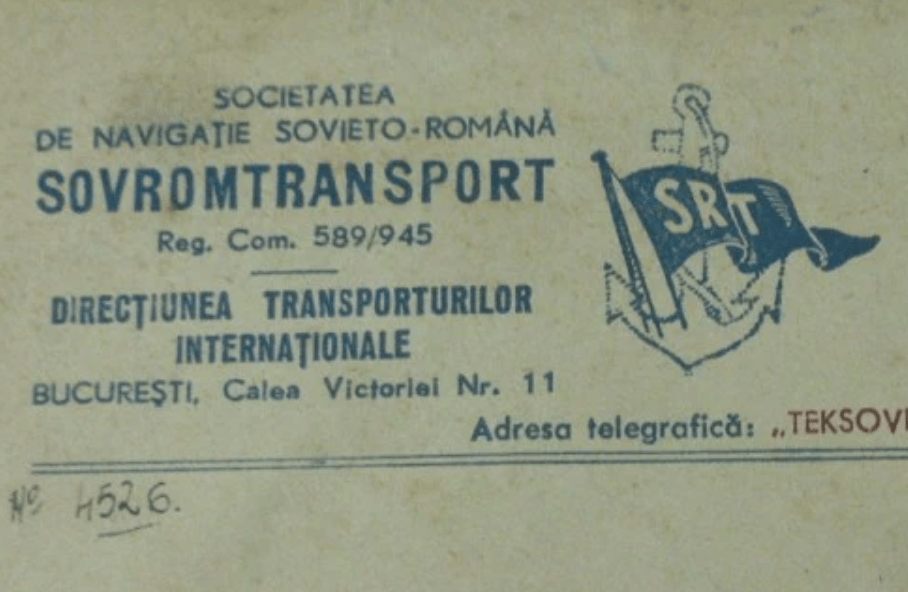 SOCIETATEA
DE NAVIGAȚIE SOVIETO-ROMÂNĂ
SOVROMTRANSPORT
Reg. Com. 589/945
DIRECȚIUNEA TRANSPORTURILOR
INTERNAȚIONALE
BUCUREȘTI, Calea Victoriei Nr. 11
SRT
Adresa telegrafică: „TEKSOV
Nº 4526.